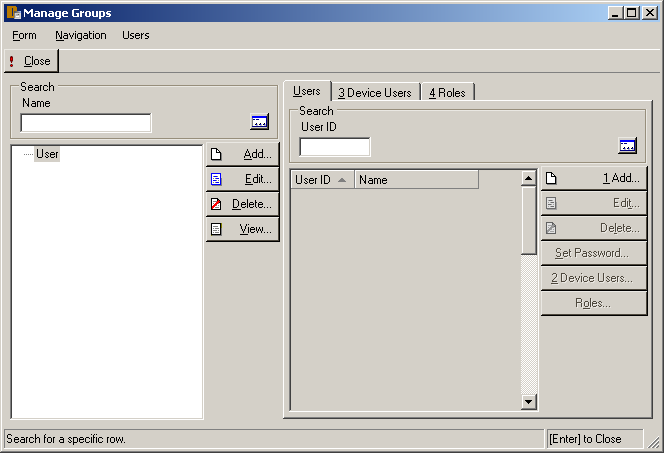 Manage Groups
Form Navigation Users
Close
Search
Name
User
Add...
Edit...
Delete...
View...
Users 3 Device Users 4 Roles
Search
User ID
User ID Name
1 Add...
Edit...
Delete...
Set Password...
2 Device Users...
Roles...
Search for a specific row. [Enter] to Close